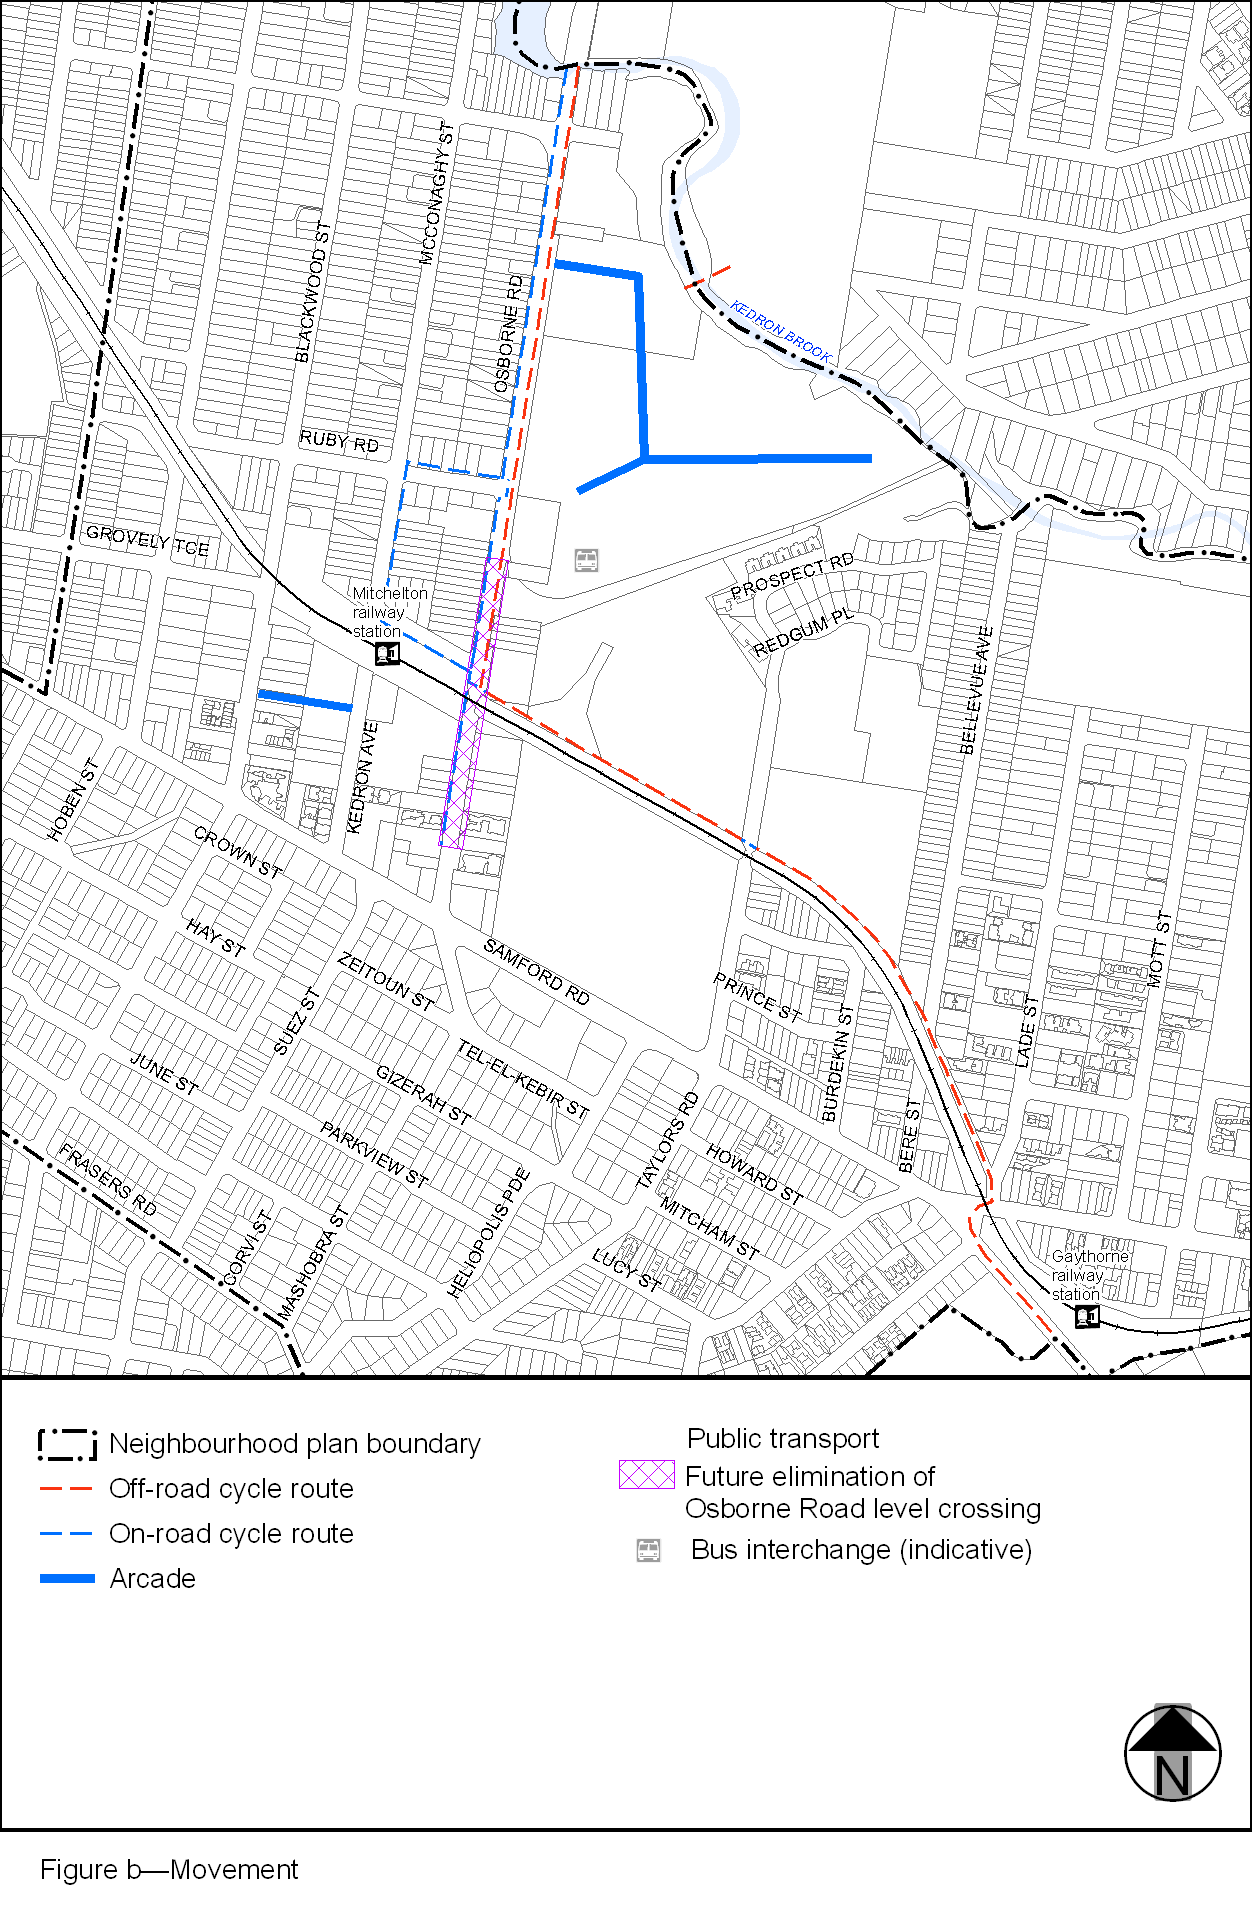 MCCONAGHY ST
BLACKWOOD ST
OSBORNE RD
KEDRON BROOK
RUBY RD
GROVELY TCE
Mitchelton
railway
station
PROSPECT RD
REDGUM PL
BELLEVUE AVE
KEDRON AVE
HOBEN ST
CROWN ST
HAY ST
ZEITOUN ST
SAMFORD RD
SUEZ ST
PRINCE ST
BURDEKIN ST
MOTT ST
LADE ST
JUNE ST
GIZERAH ST
TEL-EL-KEBIR ST
TAYLORS RD
BERE ST
FRASERS RD
PARKVIEW ST
HOWARD ST
MITCHAM ST
CORVI ST
MASHOBRA ST
HELIOPOLIS PDE
LUCY ST
Gaythorne
railway
station
Neighbourhood plan boundary
Off-road cycle route
On-road cycle route
Arcade
Public transport
Future elimination of
Osborne Road level crossing
Bus interchange (indicative)
N
Figure b—Movement